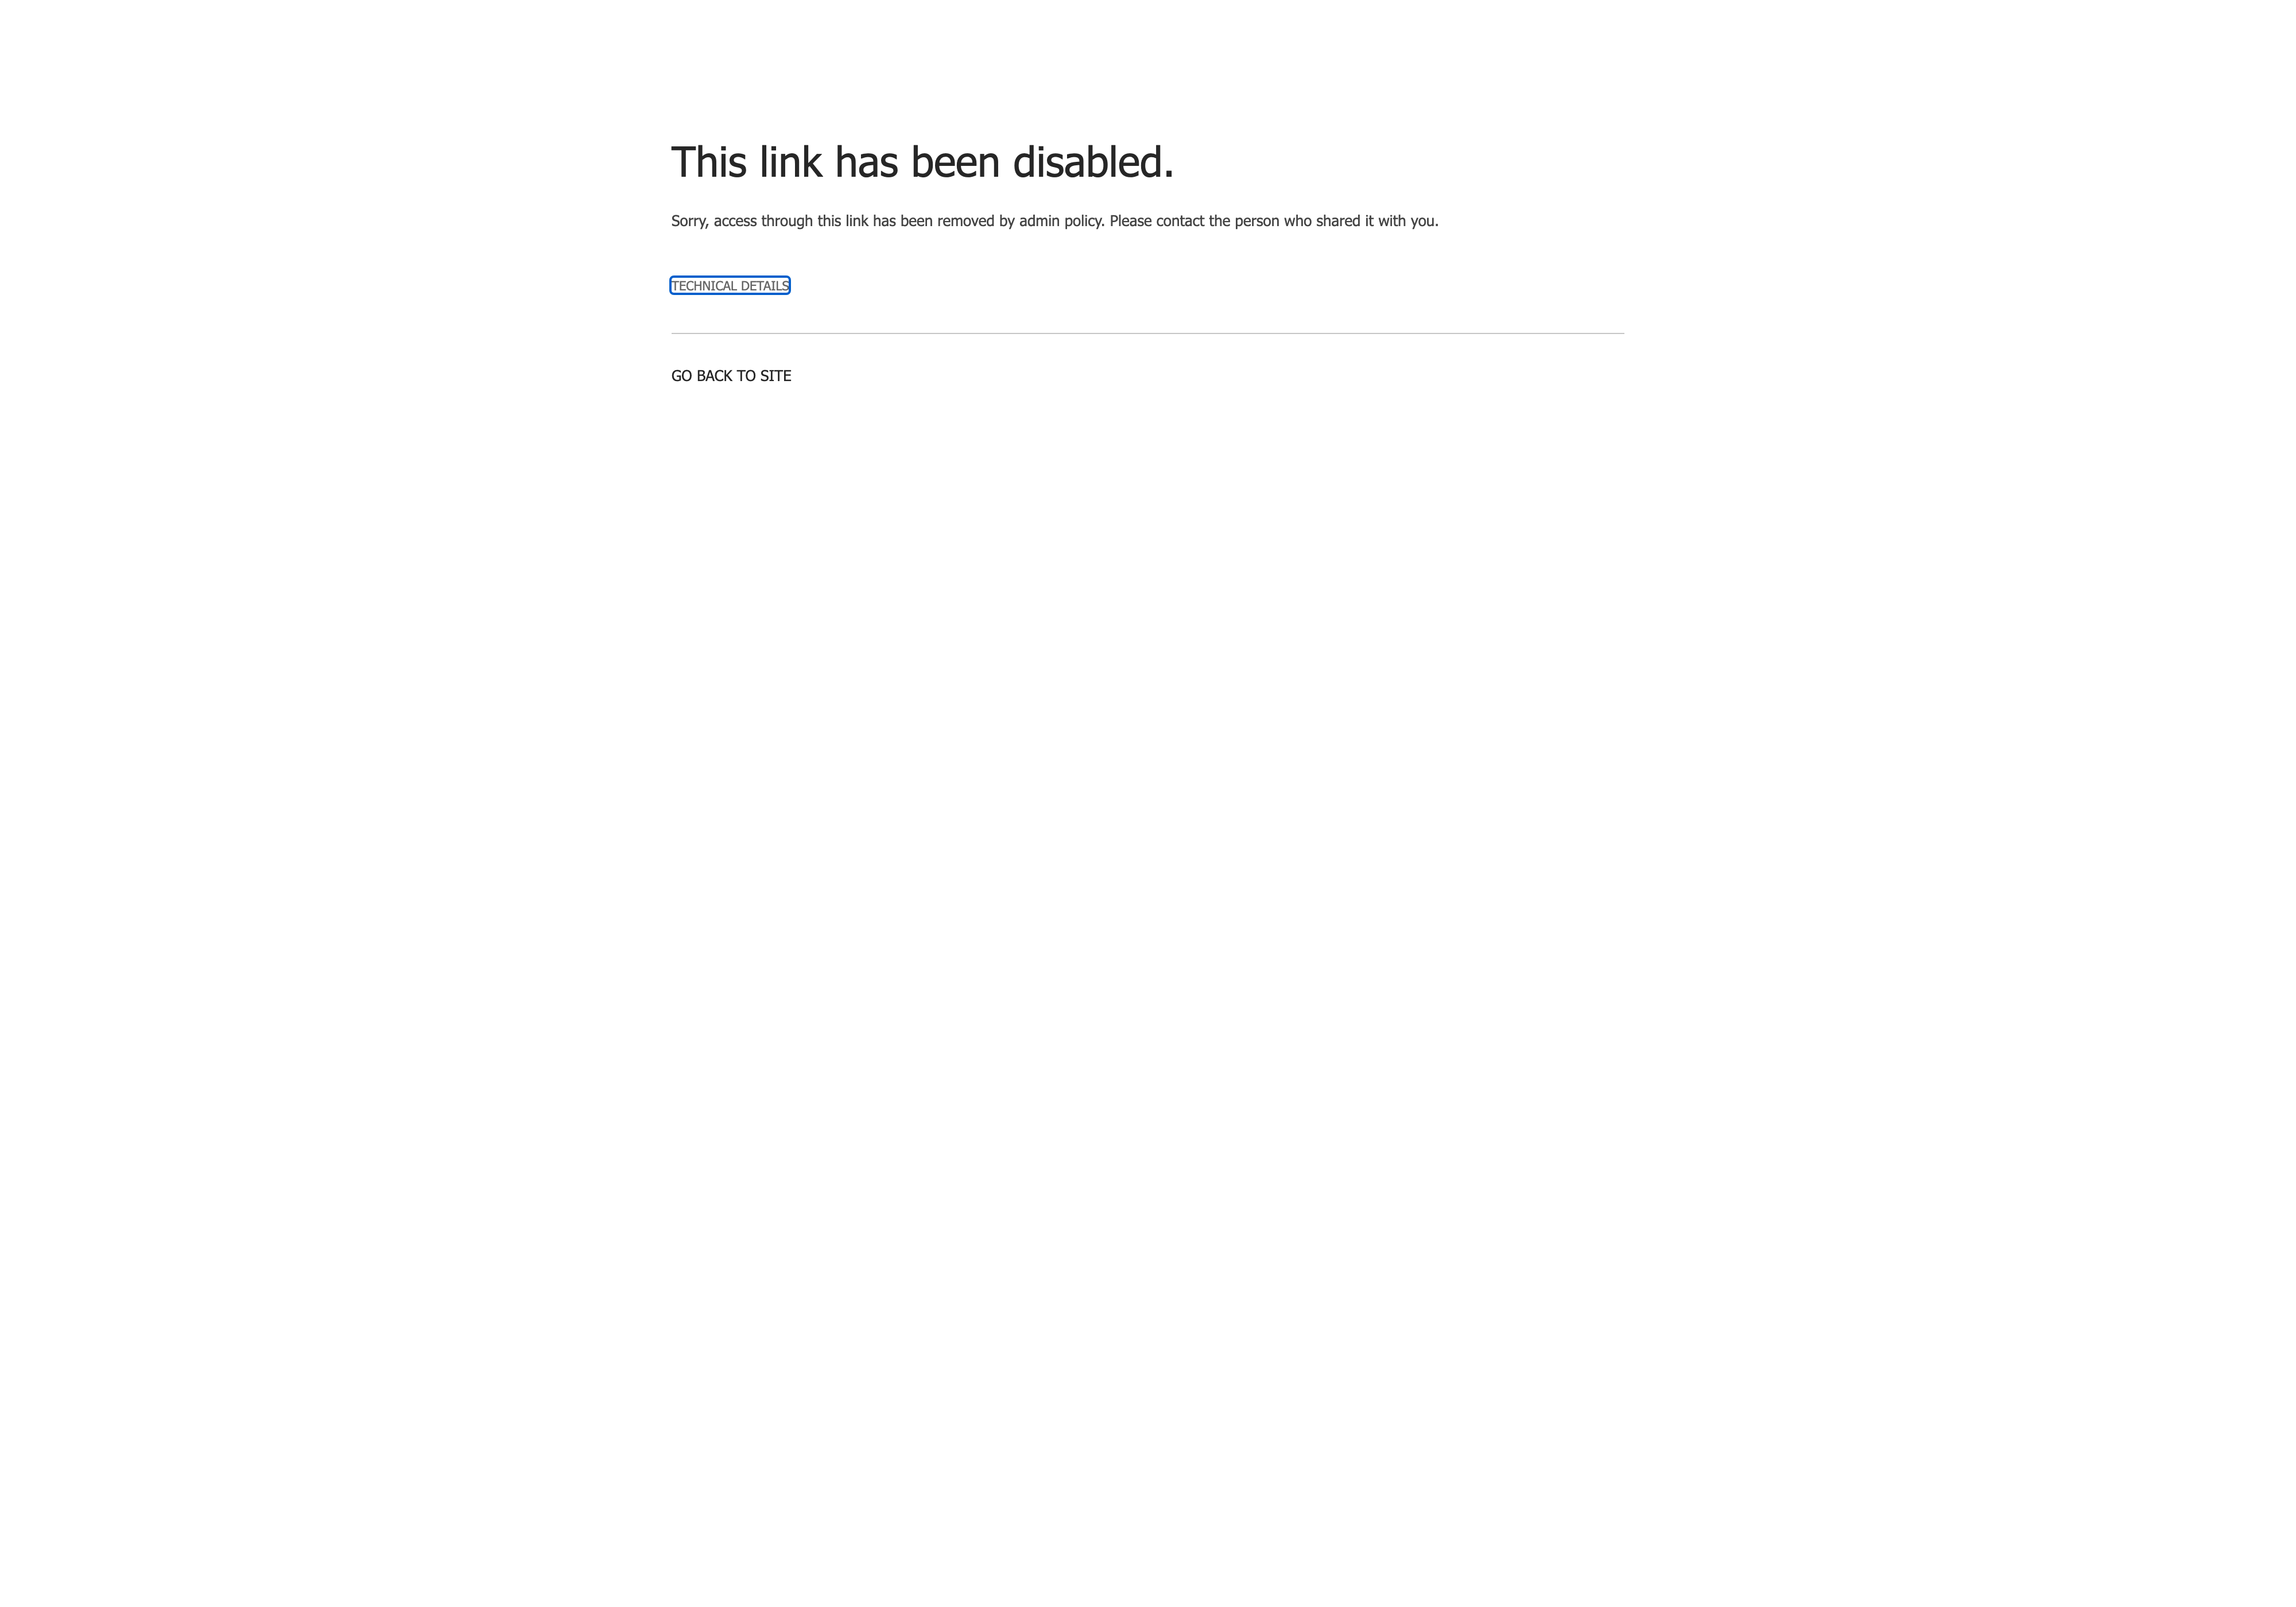 This link has been disabled.
Sorry, access through this link has been removed by admin policy. Please contact the person who shared it with you.
TECHNICAL DETAILS
GO BACK TO SITE